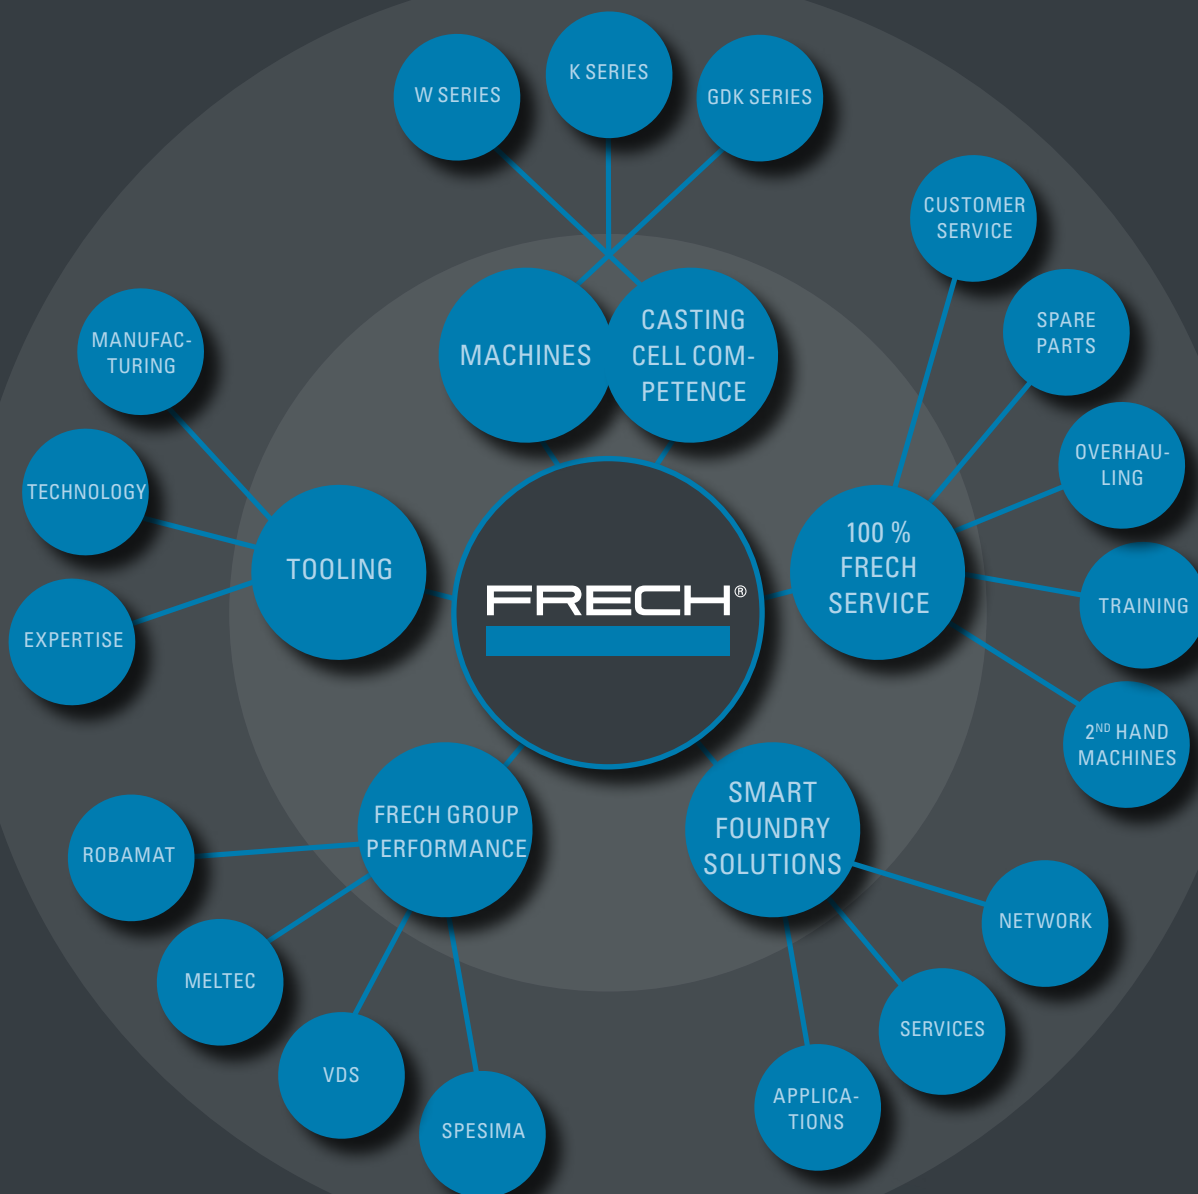 W SERIES
K SERIES
GDK SERIES
CUSTOMER
SERVICE
SPARE
PARTS
OVERHAU-
LING
TRAINING
2ND HAND
MACHINES
MACHINES
CASTING
CELL COM-
PETENCE
100 %
FRECH
SERVICE
MANUFAC-
TURING
TECHNOLOGY
EXPERTISE
TOOLING
FRECH®
FRECH GROUP
PERFORMANCE
SMART
FOUNDRY
SOLUTIONS
ROBAMAT
MELTEC
VDS
SPESIMA
NETWORK
SERVICES
APPLICA-
TIONS